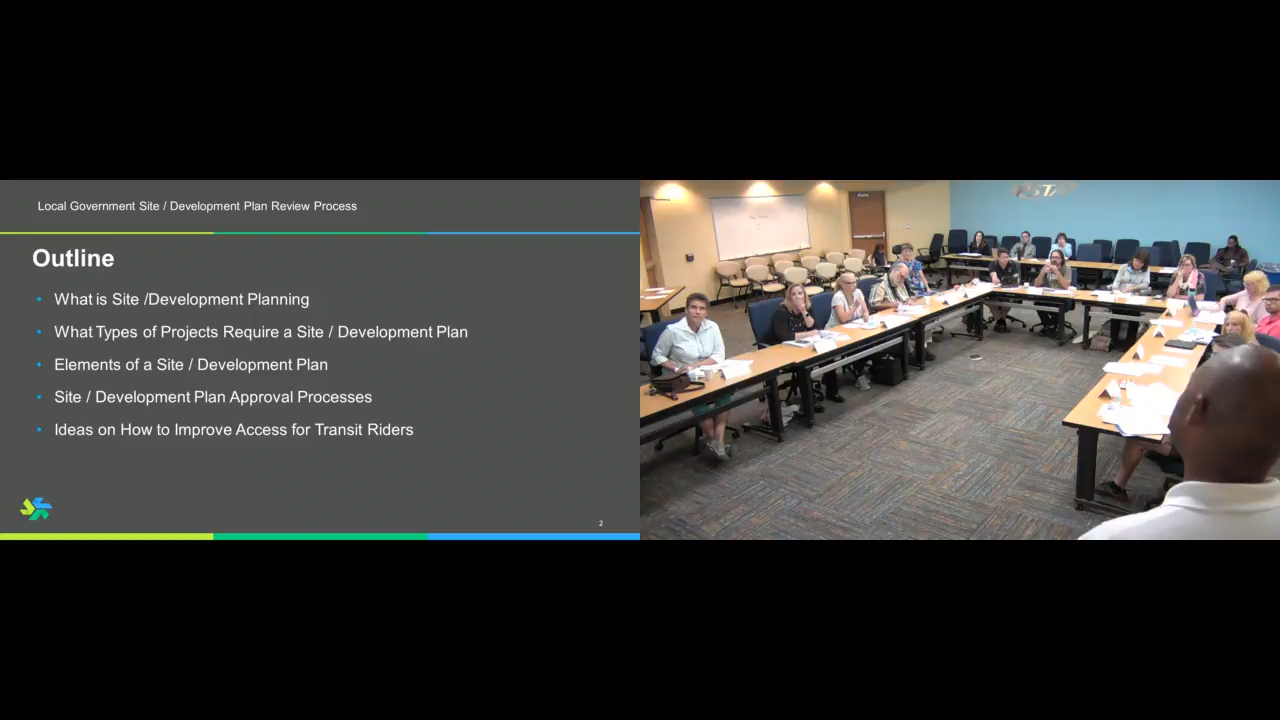 Local Government Site / Development Plan Review Process
Outline
• What is Site /Development Planning
• What Types of Projects Require a Site / Development Plan
• Elements of a Site / Development Plan
• Site / Development Plan Approval Processes
• Ideas on How to Improve Access for Transit Riders
2